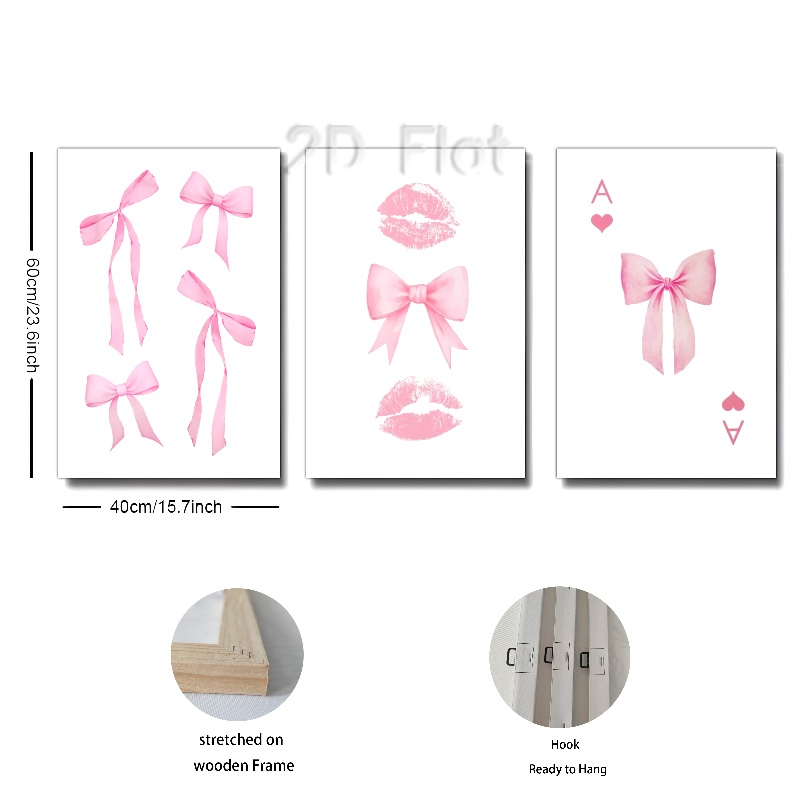 2D Flat
A
A
60cm/23.6inch
40cm/15.7inch
stretched on
wooden Frame
Hook
Ready to Hang